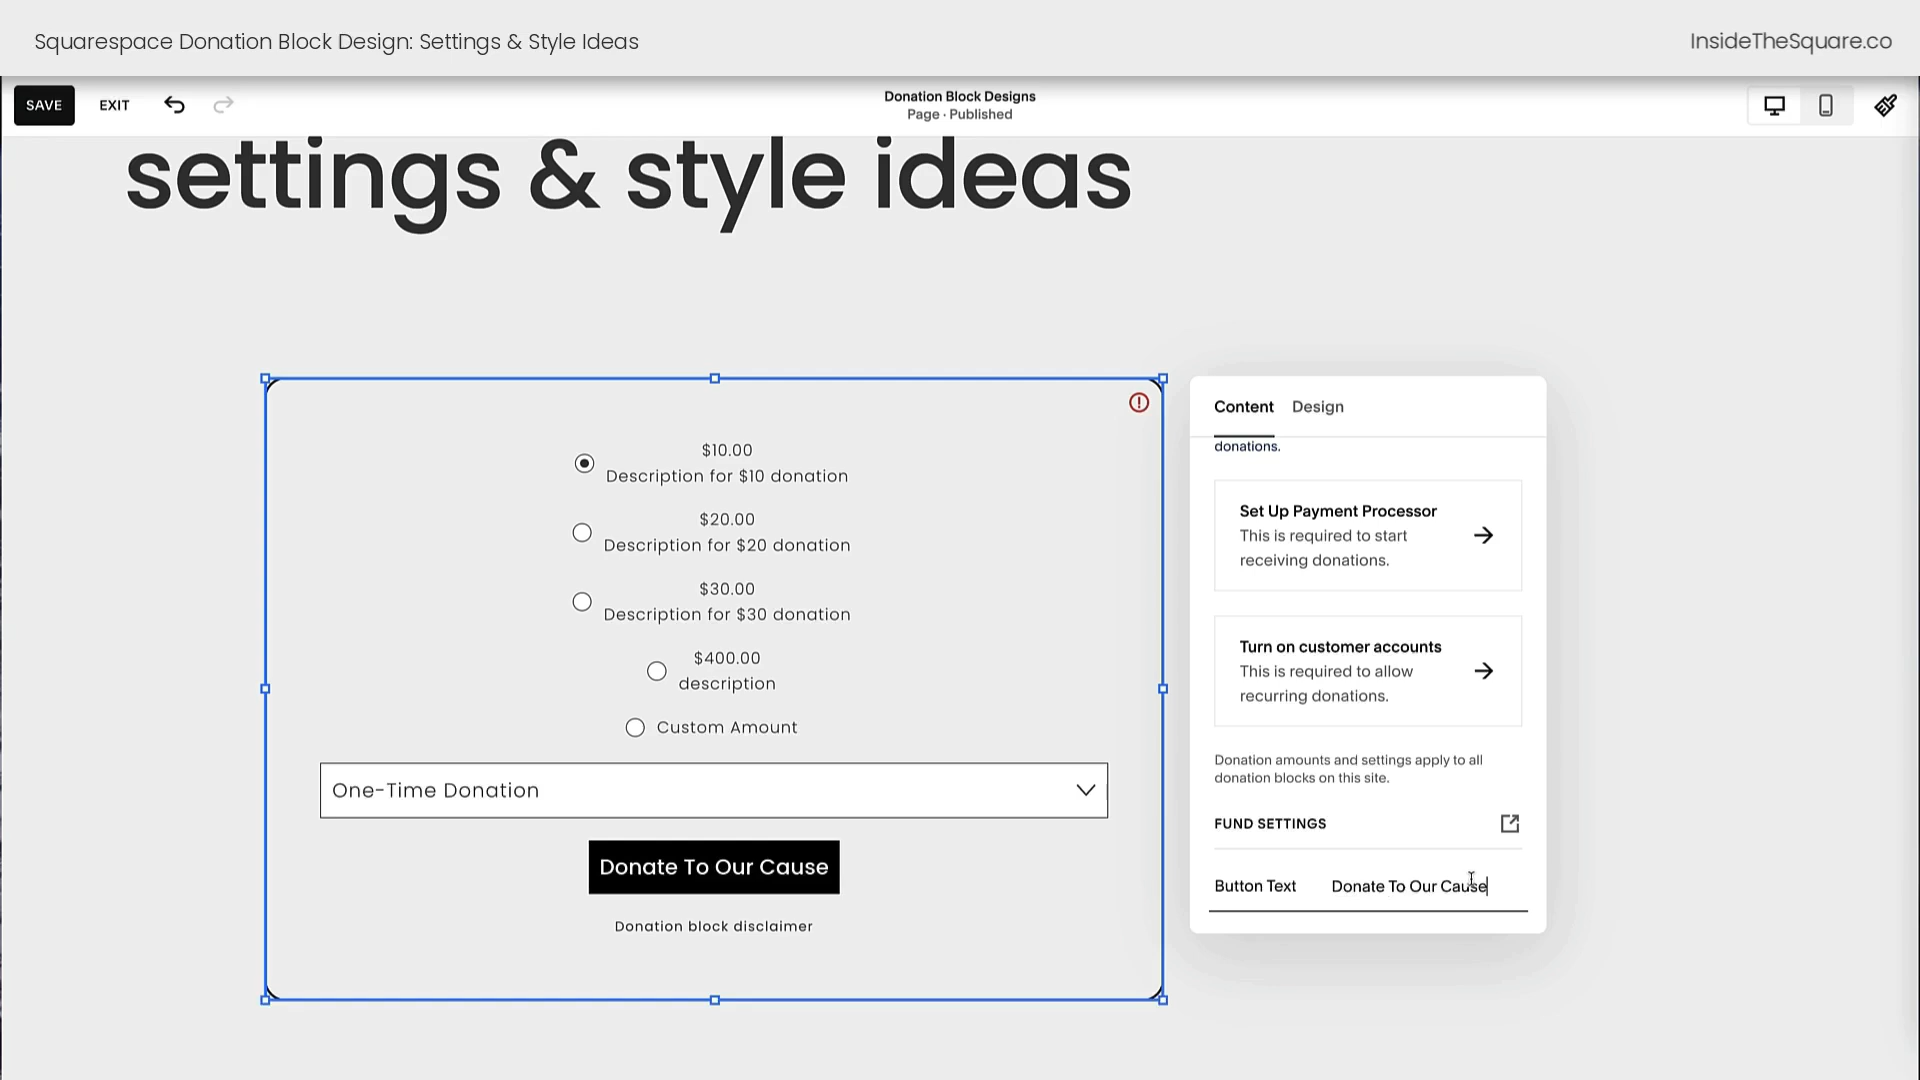 Squarespace Donation Block Design: Settings & Style Ideas
InsideTheSquare.co
SAVE
EXIT
Donation Block Designs
Page · Published
settings & style ideas
$10.00
Description for $10 donation
$20.00
Description for $20 donation
$30.00
Description for $30 donation
$400.00
description
Custom Amount
One-Time Donation
Donate To Our Cause
Donation block disclaimer
Content
Design
donations.
Set Up Payment Processor
This is required to start
receiving donations.
Turn on customer accounts
This is required to allow
recurring donations.
Donation amounts and settings apply to all
donation blocks on this site.
FUND SETTINGS
Button Text
Donate To Our Cause